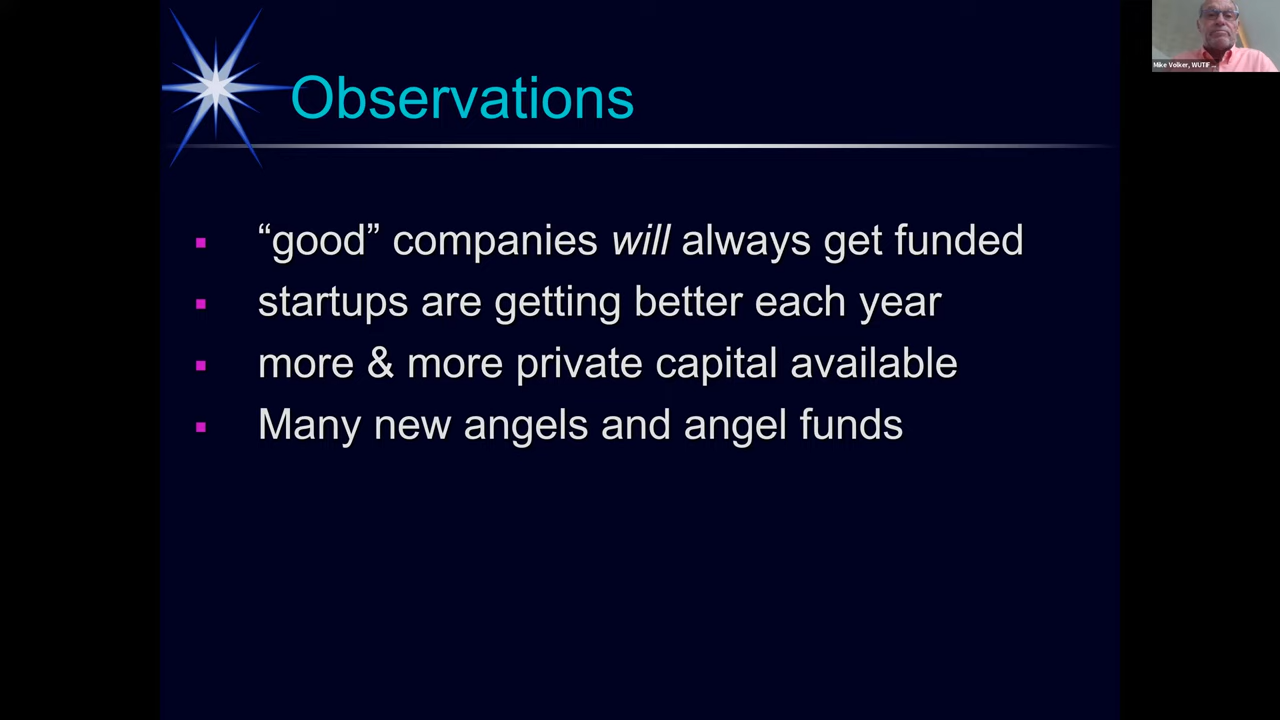 Mike Volker, WUTIF ...
Observations
“good” companies will always get funded
startups are getting better each year
more & more private capital available
Many new angels and angel funds